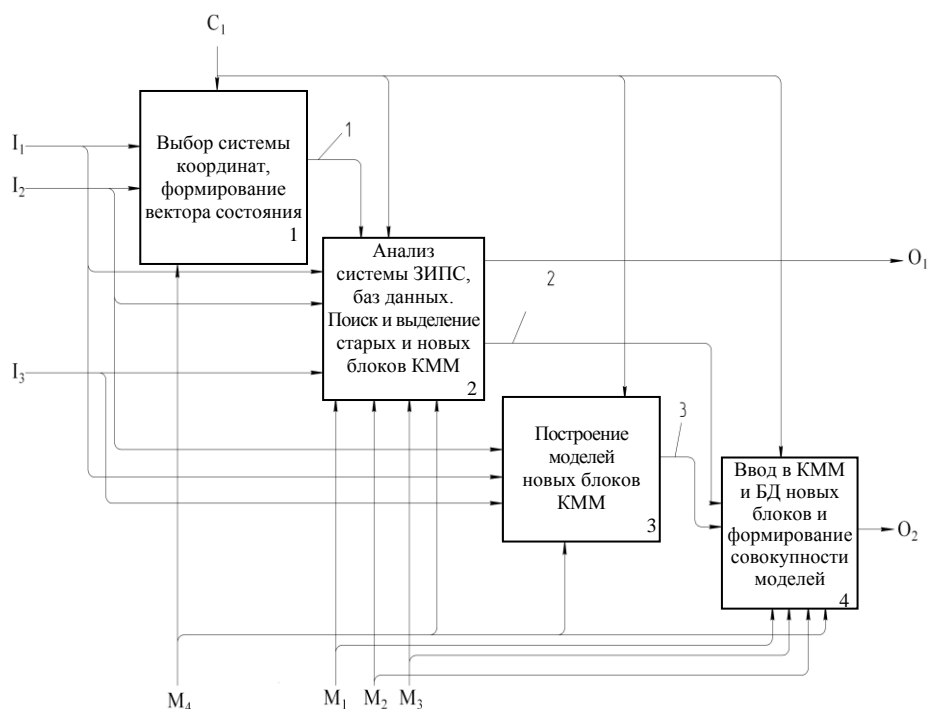 C₁
1
I₁
I₂
Выбор системы
координат,
формирование
вектора состояния
1
Анализ
системы ЗИПС,
баз данных.
Поиск и выделение
старых и новых
блоков КММ
2
O₁
2
I₃
Построение
моделей
новых блоков
КММ
3
3
Ввод в КММ
и БД новых
блоков и
формирование
совокупности
моделей
4
O₂
M₄
M₁
M₂
M₃